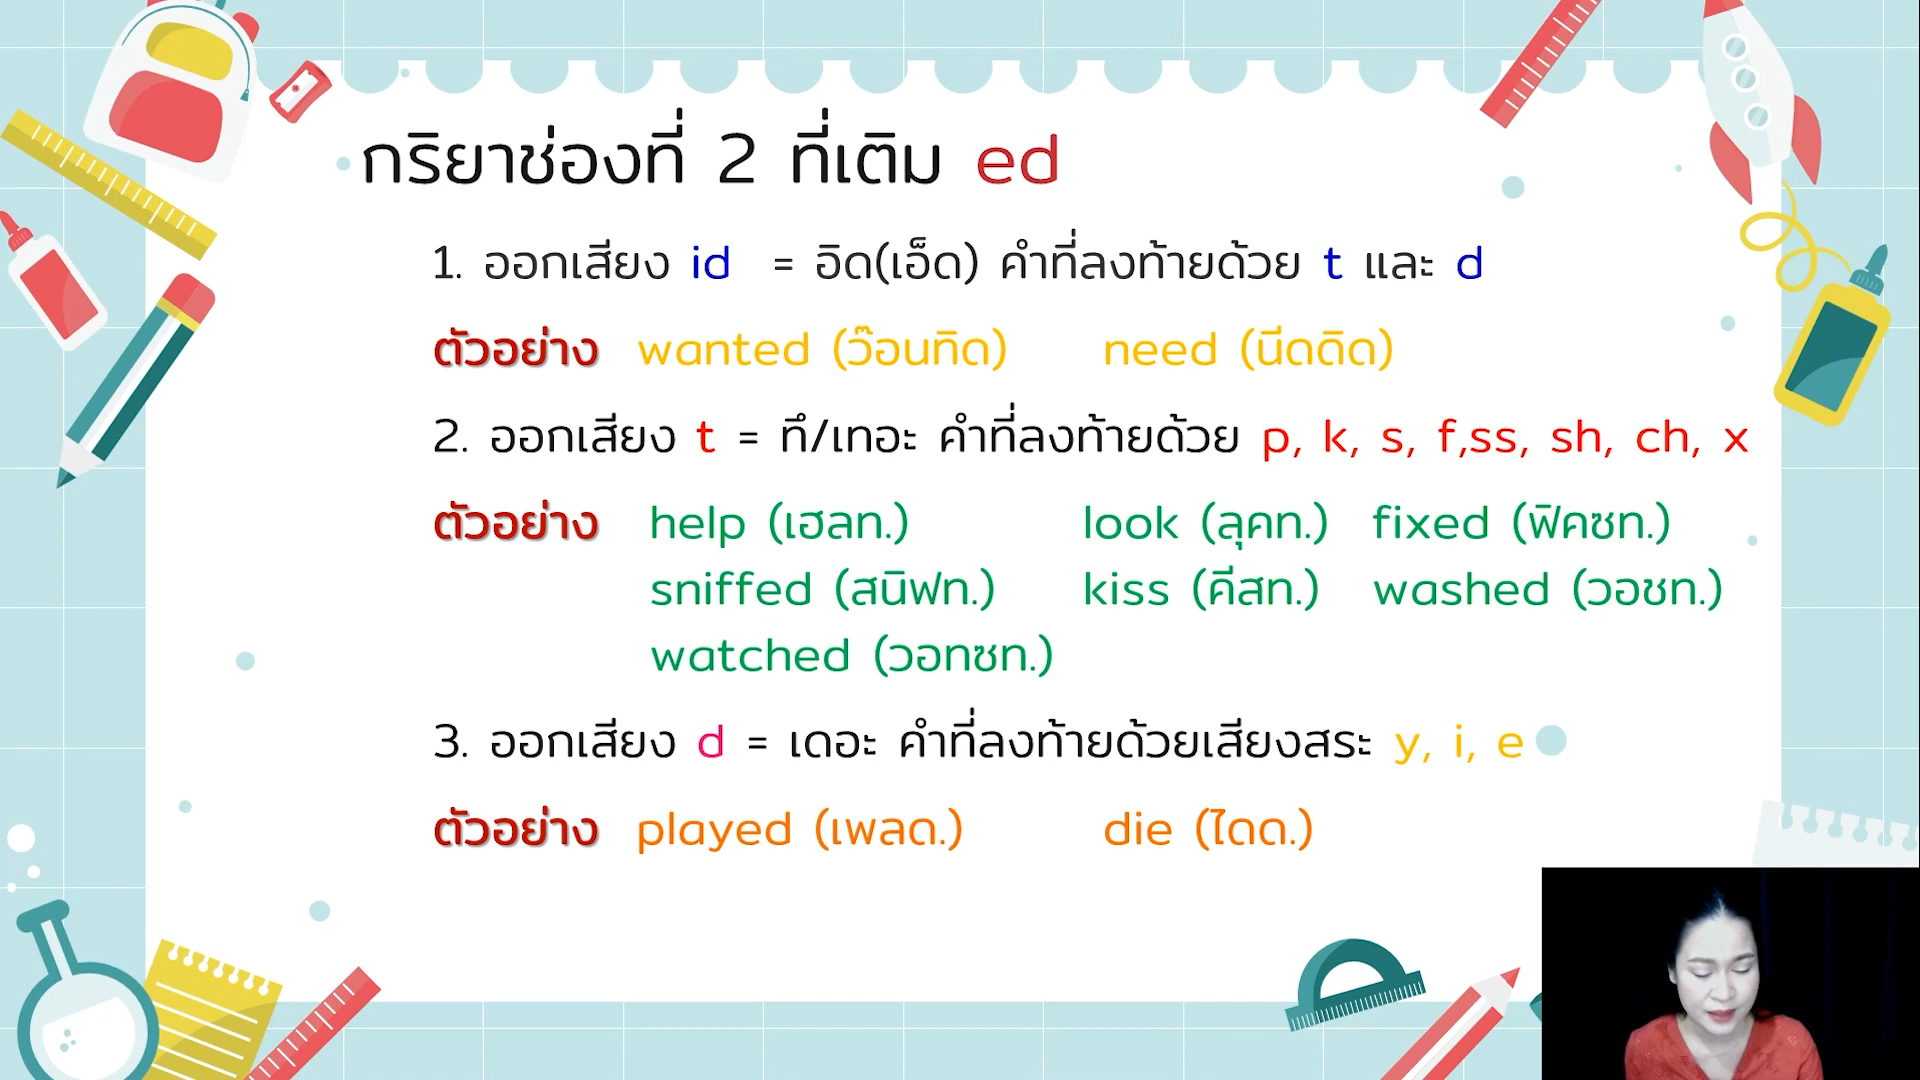 กริยาช่องที่ 2 ที่เติม ed
1. ออกเสียง id = อิด(เอ็ด) คำที่ลงท้ายด้วย t และ d
ตัวอย่าง wanted (ว๊อนทิด) need (นีดดิด)
2. ออกเสียง t = ทึ/เทอะ คำที่ลงท้ายด้วย p, k, s, f,ss, sh, ch, x
ตัวอย่าง help (เฮลท.) look (ลุคท.) fixed (ฟิคซท.)
sniffed (สนิฟท.) kiss (คีสท.) washed (วอชท.)
watched (วอทซท.)
3. ออกเสียง d = เดอะ คำที่ลงท้ายด้วยเสียงสระ y, i, e
ตัวอย่าง played (เพลด.) die (ไดด.)